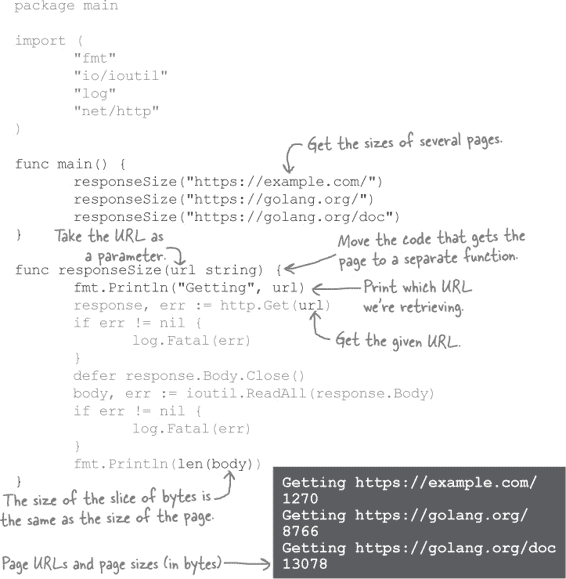 package main
import (
"fmt"
"io/ioutil"
"log"
"net/http"
)
Get the sizes of several pages.
func main() {
responseSize("https://example.com/")
responseSize("https://golang.org/")
responseSize("https://golang.org/doc")
}
Take the URL as
a parameter.
Move the code that gets the
page to a separate function.
func responseSize(url string) {
fmt.Println("Getting", url)
Print which URL
we're retrieving.
response, err := http.Get(url)
if err != nil {
log.Fatal(err)
Get the given URL.
}
defer response.Body.Close()
body, err := ioutil.ReadAll(response.Body)
if err != nil {
log.Fatal(err)
}
fmt.Println(len(body))
}
The size of the slice of bytes is
the same as the size of the page.
Page URLs and page sizes (in bytes)
Getting https://example.com/
1270
Getting https://golang.org/
8766
Getting https://golang.org/doc
13078